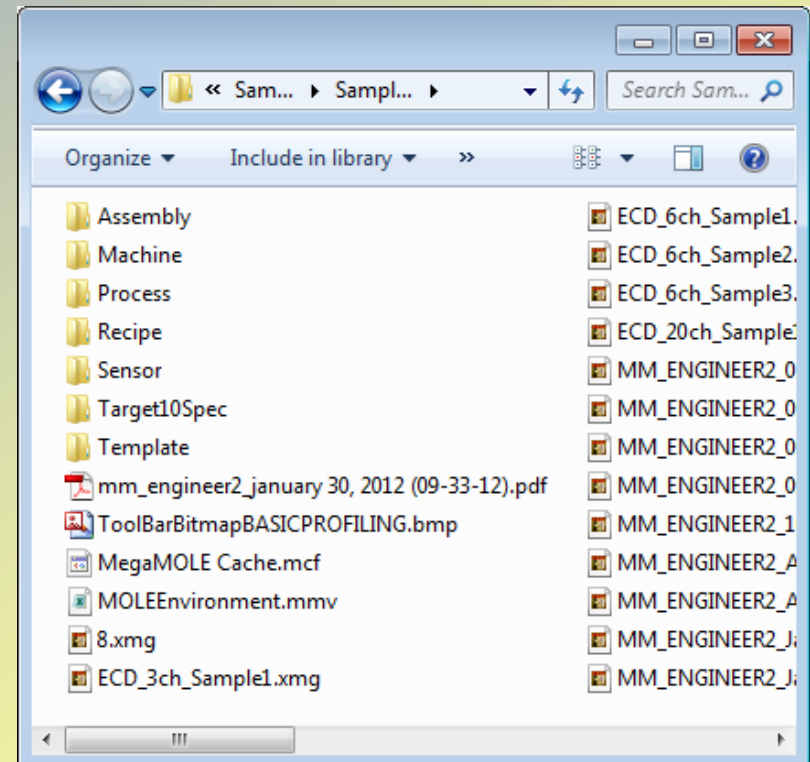 « Sam... Sampl...
Search Sam...
Organize Include in library »
Assembly
Machine
Process
Recipe
Sensor
Target10Spec
Template
mm_engineer2_january 30, 2012 (09-33-12).pdf
ToolBarBitmapBASICPROFILING.bmp
MegaMOLE Cache.mcf
MOLEEnvironment.mmv
8.xmg
ECD_3ch_Sample1.xmg
ECD_6ch_Sample1.
ECD_6ch_Sample2.
ECD_6ch_Sample3.
ECD_20ch_Sample1
MM_ENGINEER2_0
MM_ENGINEER2_0
MM_ENGINEER2_0
MM_ENGINEER2_0
MM_ENGINEER2_1
MM_ENGINEER2_A
MM_ENGINEER2_A
MM_ENGINEER2_Ja
MM_ENGINEER2_Ja